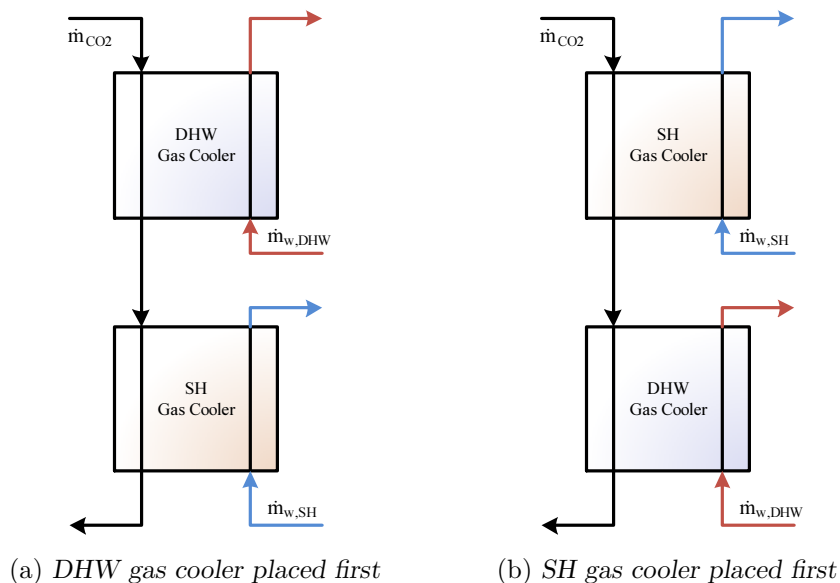 ṁCO2
DHW
Gas Cooler
ṁw,DHW
SH
Gas Cooler
ṁw,SH
(a) DHW gas cooler placed first
ṁCO2
SH
Gas Cooler
ṁw,SH
DHW
Gas Cooler
ṁw,DHW
(b) SH gas cooler placed first